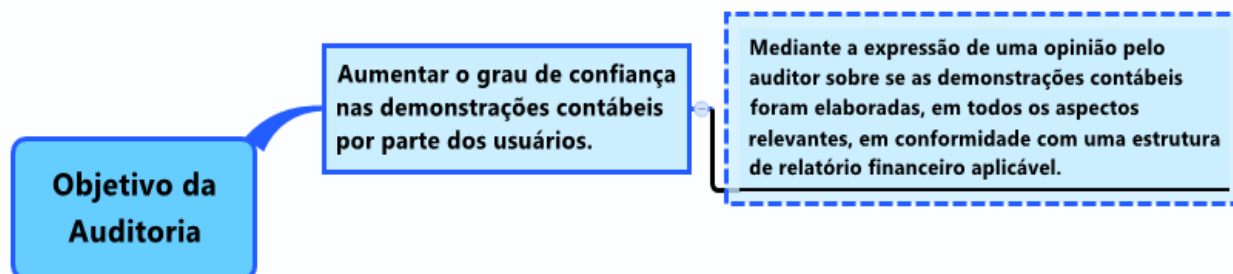 Objetivo da
Auditoria
Aumentar o grau de confiança
nas demonstrações contábeis
por parte dos usuários.
Mediante a expressão de uma opinião pelo
auditor sobre se as demonstrações contábeis
foram elaboradas, em todos os aspectos
relevantes, em conformidade com uma estrutura
de relatório financeiro aplicável.